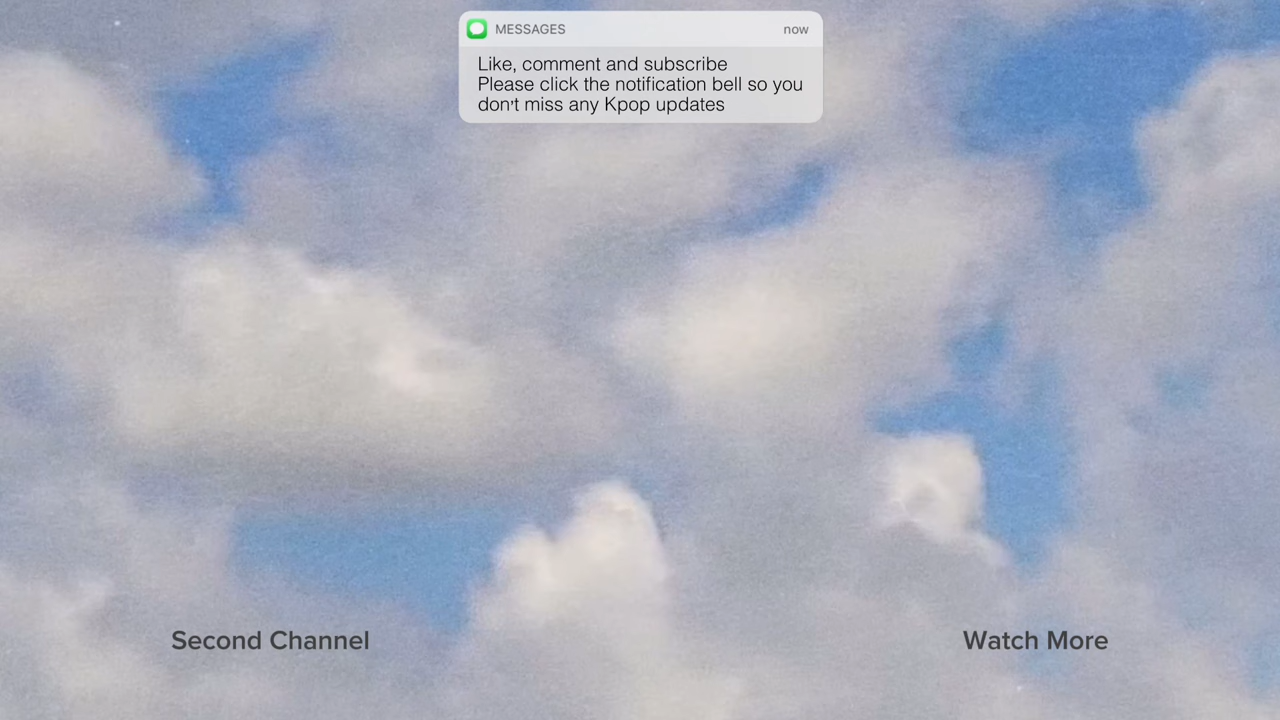 MESSAGES now
Like, comment and subscribe
Please click the notification bell so you
don't miss any Kpop updates
Second Channel Watch More